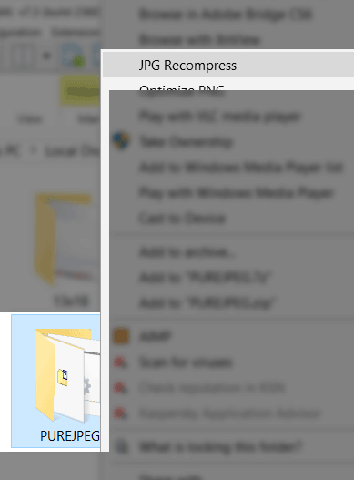 Browse in Adobe Bridge CS6
Browse with
JPG Recompress
Optimize PNG
Play with VLC media player
Take Ownership
Add to Windows Media Player list
Play with Windows Media Player
Cast to Device
PC > Local
13x18
Add to archive...
Add to "PUREJPEG.7z"
Add to "PUREJPEG.zip"
AIMP
Scan for viruses
Check reputation in KSN
Kaspersky Application Advisor
PUREJPEG
What is locking this folder?